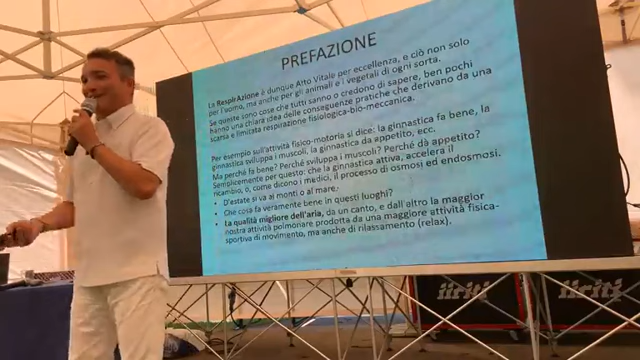 PREFAZIONE
La RespirAzione è dunque Atto Vitale per eccellenza, e ciò non solo
per l'uomo, ma anche per gli animali e i vegetali di ogni sorta.
Se queste sono cose che tutti sanno o credono di sapere, ben pochi
hanno una chiara idea delle conseguenze pratiche che derivano da una
scarsa e limitata respirazione fisiologica-bio-meccanica.
Per esempio sull'attività fisico-motoria si dice: la ginnastica fa bene, la
ginnastica sviluppa i muscoli, la ginnastica dà appetito, ecc.
Ma perché fa bene? Perché sviluppa i muscoli? Perché dà appetito?
Semplicemente per questo: che la ginnastica attiva, accelera il
ricambio, o, come dicono i medici, il processo di osmosi ed endosmosi.
• D'estate si va ai monti o al mare.
• Che cosa fa veramente bene in questi luoghi?
• La qualità migliore dell'aria, da un canto, e dall'altro la maggior
nostra attività polmonare prodotta da una maggiore attività fisica-
sportiva di movimento, ma anche di rilassamento (relax).
iiriti
iiriti